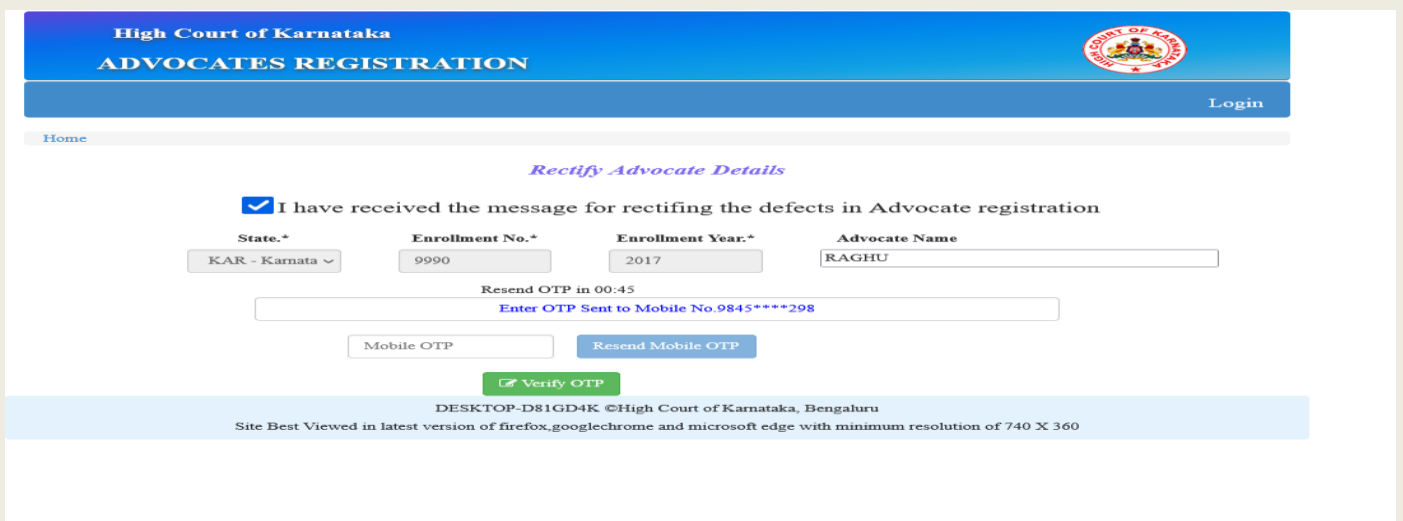 High Court of Karnataka
ADVOCATES REGISTRATION
HIGH COURT OF KARNATAKA
Login
Home
Rectify Advocate Details
I have received the message for rectifing the defects in Advocate registration
State.* Enrollment No.* Enrollment Year.* Advocate Name
KAR - Karnata 9990 2017 RAGHU
Resend OTP in 00:45
Enter OTP Sent to Mobile No.9845****298
Mobile OTP Resend Mobile OTP
Verify OTP
DESKTOP-D81GD4K ©High Court of Karnataka, Bengaluru
Site Best Viewed in latest version of firefox,googlechrome and microsoft edge with minimum resolution of 740 X 360